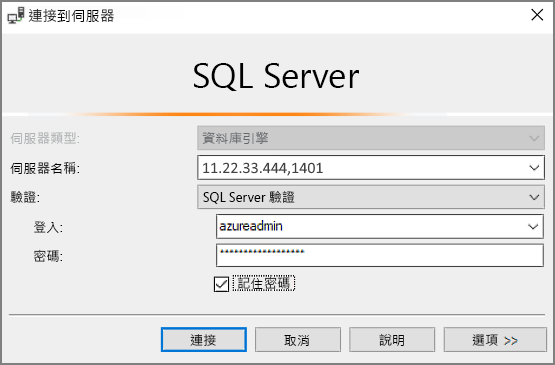 連接到伺服器
SQL Server
伺服器類型: 資料庫引擎
伺服器名稱: 11.22.33.444,1401
驗證: SQL Server 驗證
登入: azureadmin
密碼: ******************
記住密碼
連接 取消 說明 選項 >>